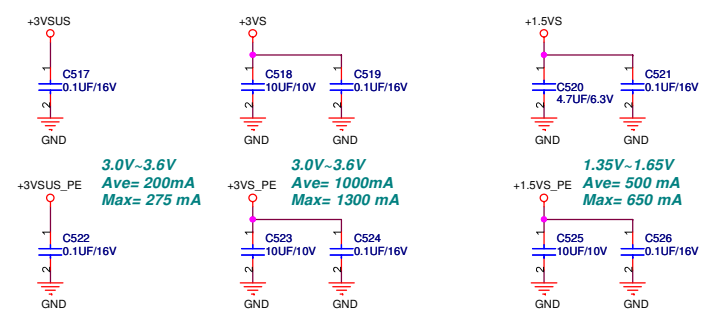 +3VSUS
1
C517
0.1UF/16V
2
GND
+3VS
1
C518
10UF/10V
2
GND
1
C519
0.1UF/16V
2
GND
+1.5VS
1
C520
4.7UF/6.3V
2
GND
1
C521
0.1UF/16V
2
GND
3.0V~3.6V
Ave= 200mA
Max= 275 mA
3.0V~3.6V
Ave= 1000mA
Max= 1300 mA
1.35V~1.65V
Ave= 500 mA
Max= 650 mA
+3VSUS_PE
1
C522
0.1UF/16V
2
GND
+3VS_PE
1
C523
10UF/10V
2
GND
1
C524
0.1UF/16V
2
GND
+1.5VS_PE
1
C525
10UF/10V
2
GND
1
C526
0.1UF/16V
2
GND